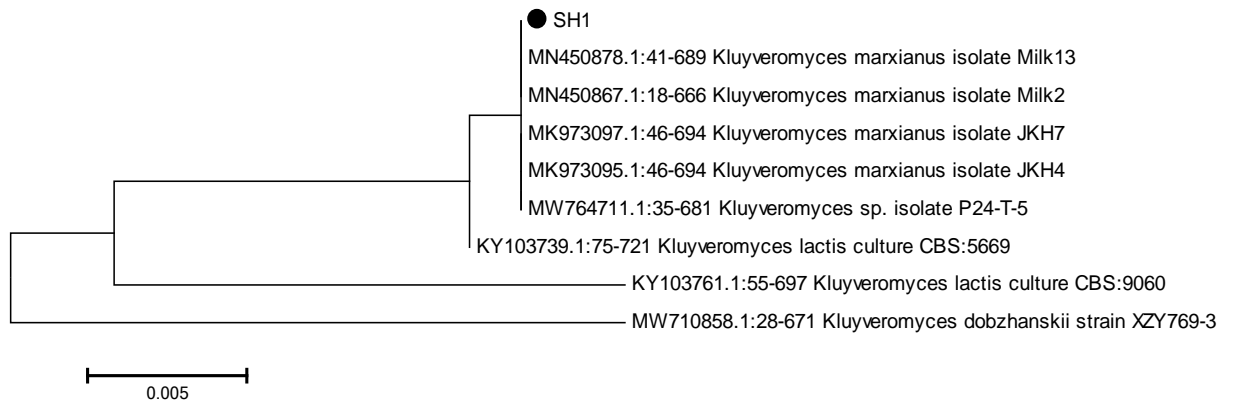 SH1
MN450878.1:41-689 Kluyveromyces marxianus isolate Milk13
MN450867.1:18-666 Kluyveromyces marxianus isolate Milk2
MK973097.1:46-694 Kluyveromyces marxianus isolate JKH7
MK973095.1:46-694 Kluyveromyces marxianus isolate JKH4
MW764711.1:35-681 Kluyveromyces sp. isolate P24-T-5
KY103739.1:75-721 Kluyveromyces lactis culture CBS:5669
KY103761.1:55-697 Kluyveromyces lactis culture CBS:9060
MW710858.1:28-671 Kluyveromyces dobzhanskii strain XZY769-3
0.005